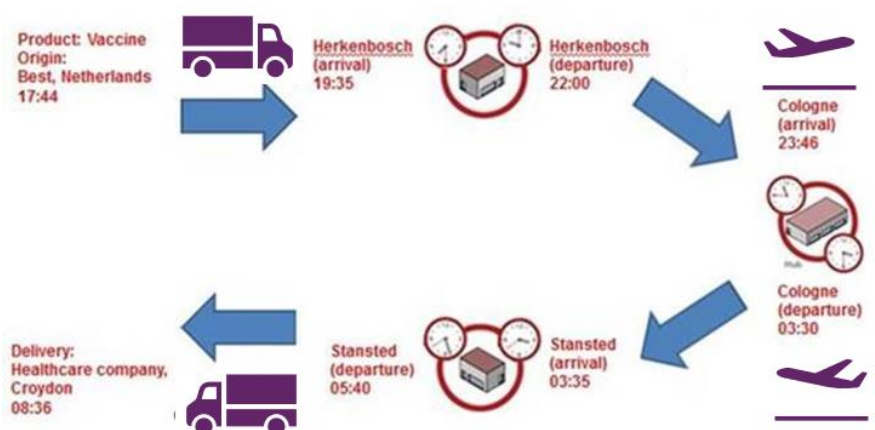 Product: Vaccine
Origin:
Best, Netherlands
17:44
Herkenbosch
(arrival)
19:35
Herkenbosch
(departure)
22:00
Cologne
(arrival)
23:46
Hub
Cologne
(departure)
03:30
Stansted
(arrival)
03:35
Stansted
(departure)
05:40
Delivery:
Healthcare company,
Croydon
08:36